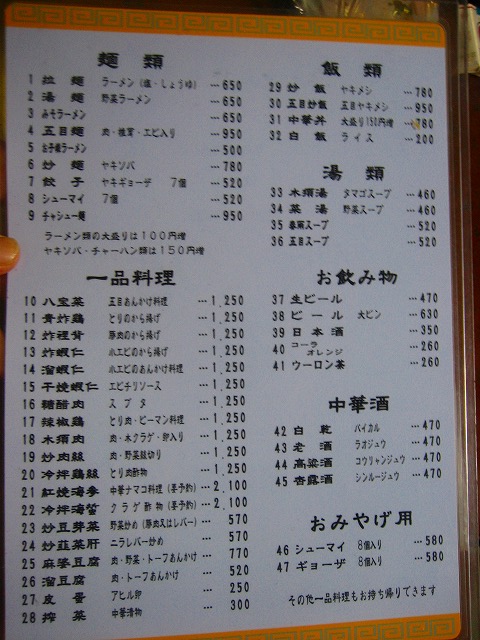 麺類
1 拉麺 ラーメン(塩・しょうゆ) …650
2 湯麺 野菜ラーメン …650
3 みそラーメン …650
4 五目麺 肉・椎茸・エビ入り …950
5 お子様ラーメン …500
6 炒麺 ヤキソバ …780
7 餃子 ヤキギョーザ 7個 …520
8 シューマイ 7個 …520
9 チャシュー麺 …950
ラーメン類の大盛りは100円増
ヤキソバ・チャーハン類は150円増
一品料理
10 八宝菜 五目あんかけ料理 …1,250
11 青炸鶏 とりのから揚げ …1,250
12 炸裡脊 豚肉のから揚げ …1,250
13 炸蝦仁 小エビのから揚げ …1,250
14 溜蝦仁 小エビのあんかけ料理 …1,250
15 干焼蝦仁 エビチリソース …1,250
16 糖醋肉 スブタ …1,250
17 辣椒鶏 とり肉・ピーマン料理 …1,250
18 木須肉 肉・木クラゲ・卵入り …1,250
19 炒肉絲 肉・野菜細切り …1,250
20 冷拌鶏絲 とり肉酢物 …1,250
21 紅焼海参 中華ナマコ料理(要予約) …2,100
22 冷拌海蜇 クラゲ酢物(要予約) …2,100
23 炒豆芽菜 野菜炒め(豚肉又はレバー) … 570
24 炒韮菜肝 ニラレバー炒め … 570
25 麻婆豆腐 肉・野菜・トーフあんかけ … 770
26 溜豆腐 肉・トーフあんかけ … 520
27 皮蛋 アヒル卵 … 250
28 搾菜 中華漬物 … 300
飯類
29 炒飯 ヤキメシ …780
30 五目炒飯 五目ヤキメシ …950
31 中華丼 大盛り150円増 …780
32 白飯 ライス …200
湯類
33 木須湯 タマゴスープ …460
34 菜湯 野菜スープ …460
35 春雨スープ …520
36 五目スープ …520
お飲み物
37 生ビール …470
38 ビール 大ビン …630
39 日本酒 …350
40 コーラ オレンジ …260
41 ウーロン茶 …260
中華酒
42 白乾 パイカル …470
43 老酒 ラオジュウ …470
44 高粱酒 コウリャンジュウ …470
45 杏露酒 シンルージュウ …470
おみやげ用
46 シューマイ 8個入り …580
47 ギョーザ 8個入り …580
その他一品料理もお持ち帰りできます